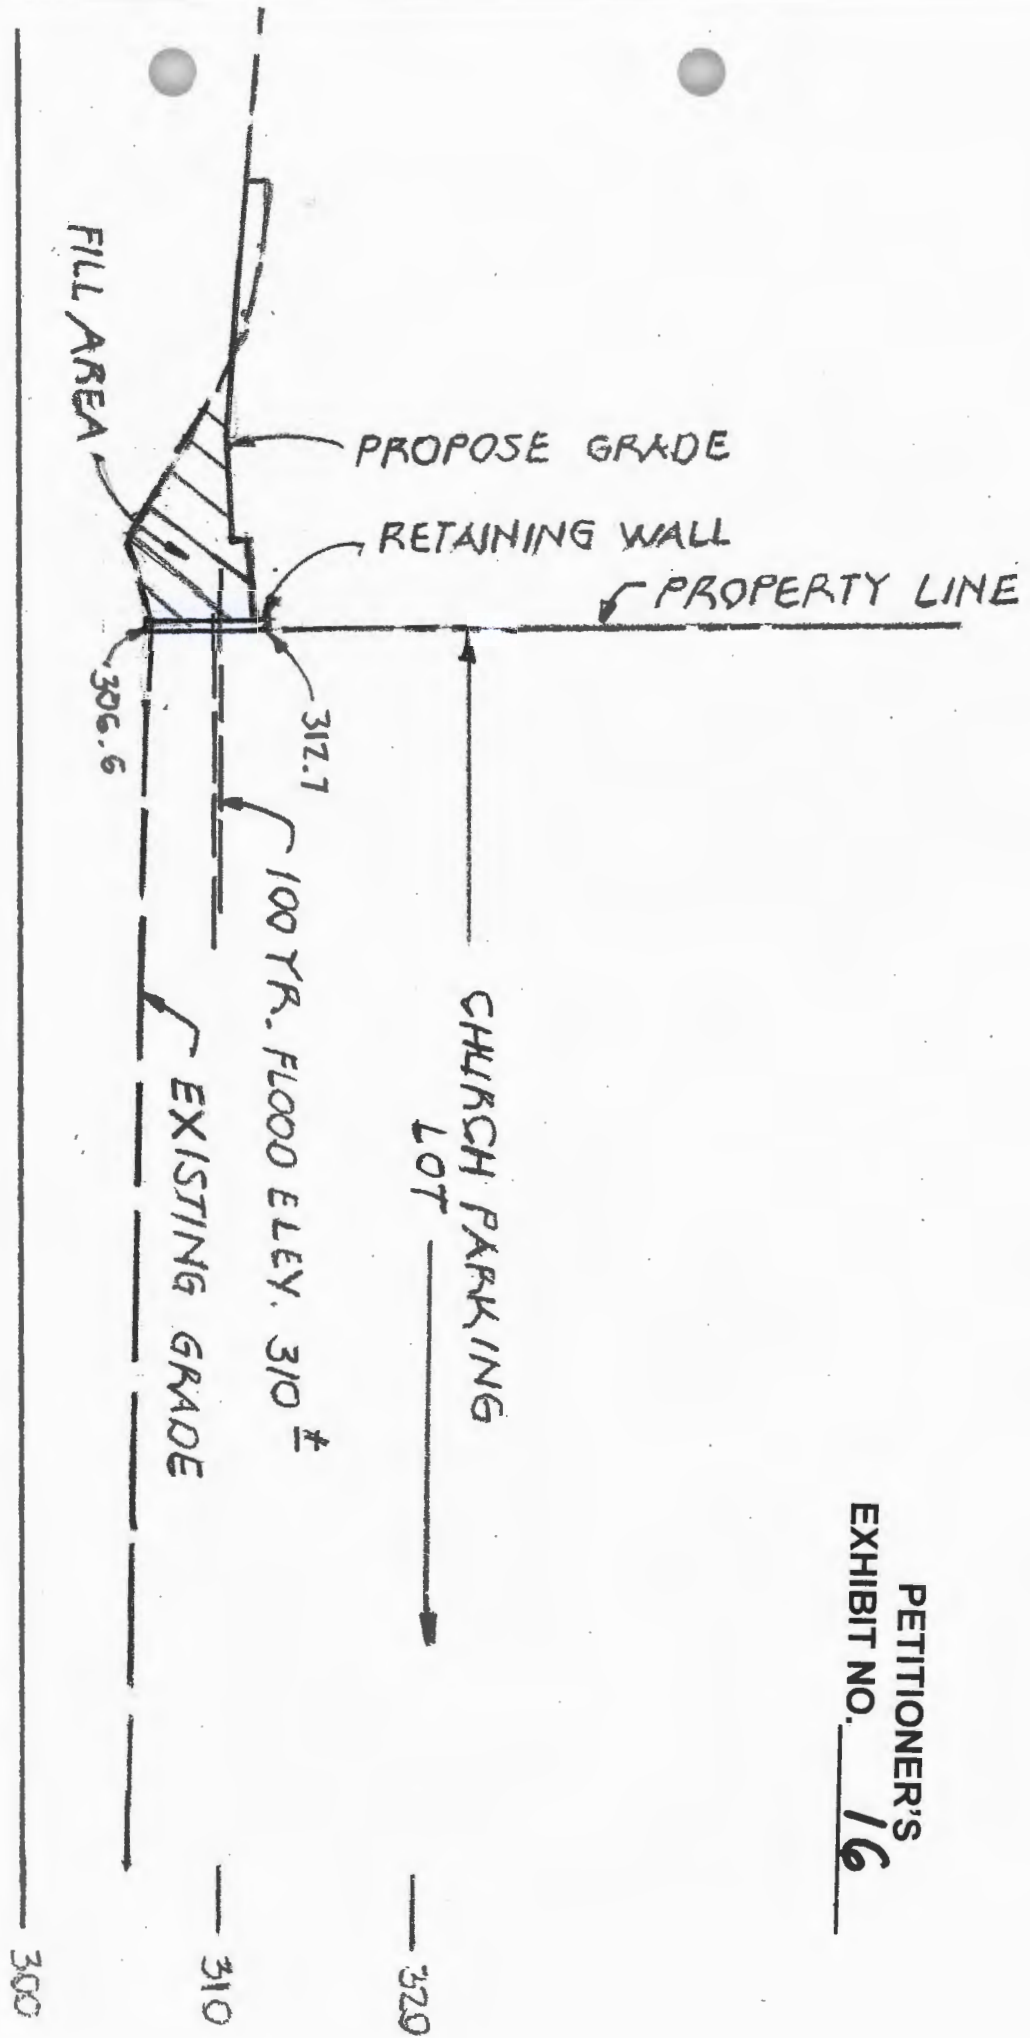 PETITIONER'S
EXHIBIT NO. 16
PROPERTY LINE
RETAINING WALL
PROPOSE GRADE
FILL AREA
312.7
306.6
CHURCH PARKING
LOT
100 YR. FLOOD ELEV. 310 ±
EXISTING GRADE
320
310
300